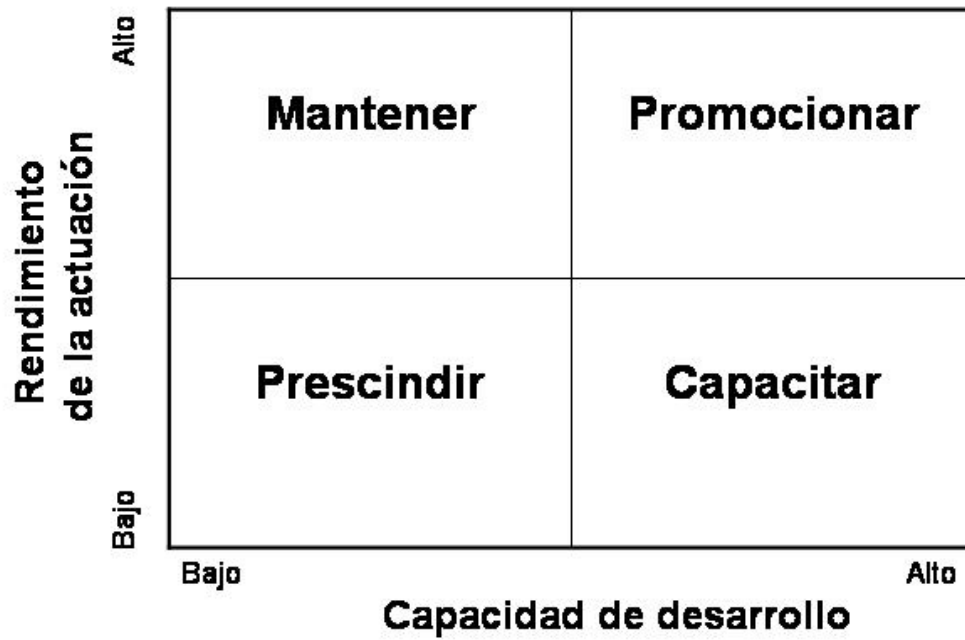 Alto
Mantener
Promocionar
Rendimiento
de la actuación
Prescindir
Capacitar
Bajo
Bajo
Alto
Capacidad de desarrollo